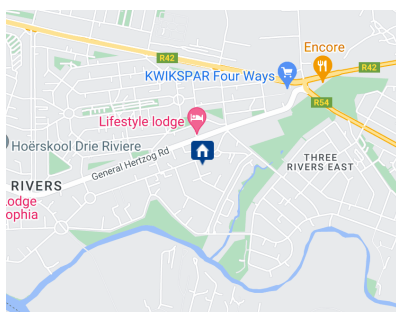 Encore
R42
R42
KWIKSPAR Four Ways
R54
Lifestyle lodge
Hoërskool Drie Riviere
General Hertzog Rd
THREE
RIVERS EAST
RIVERS
Lodge
ophia